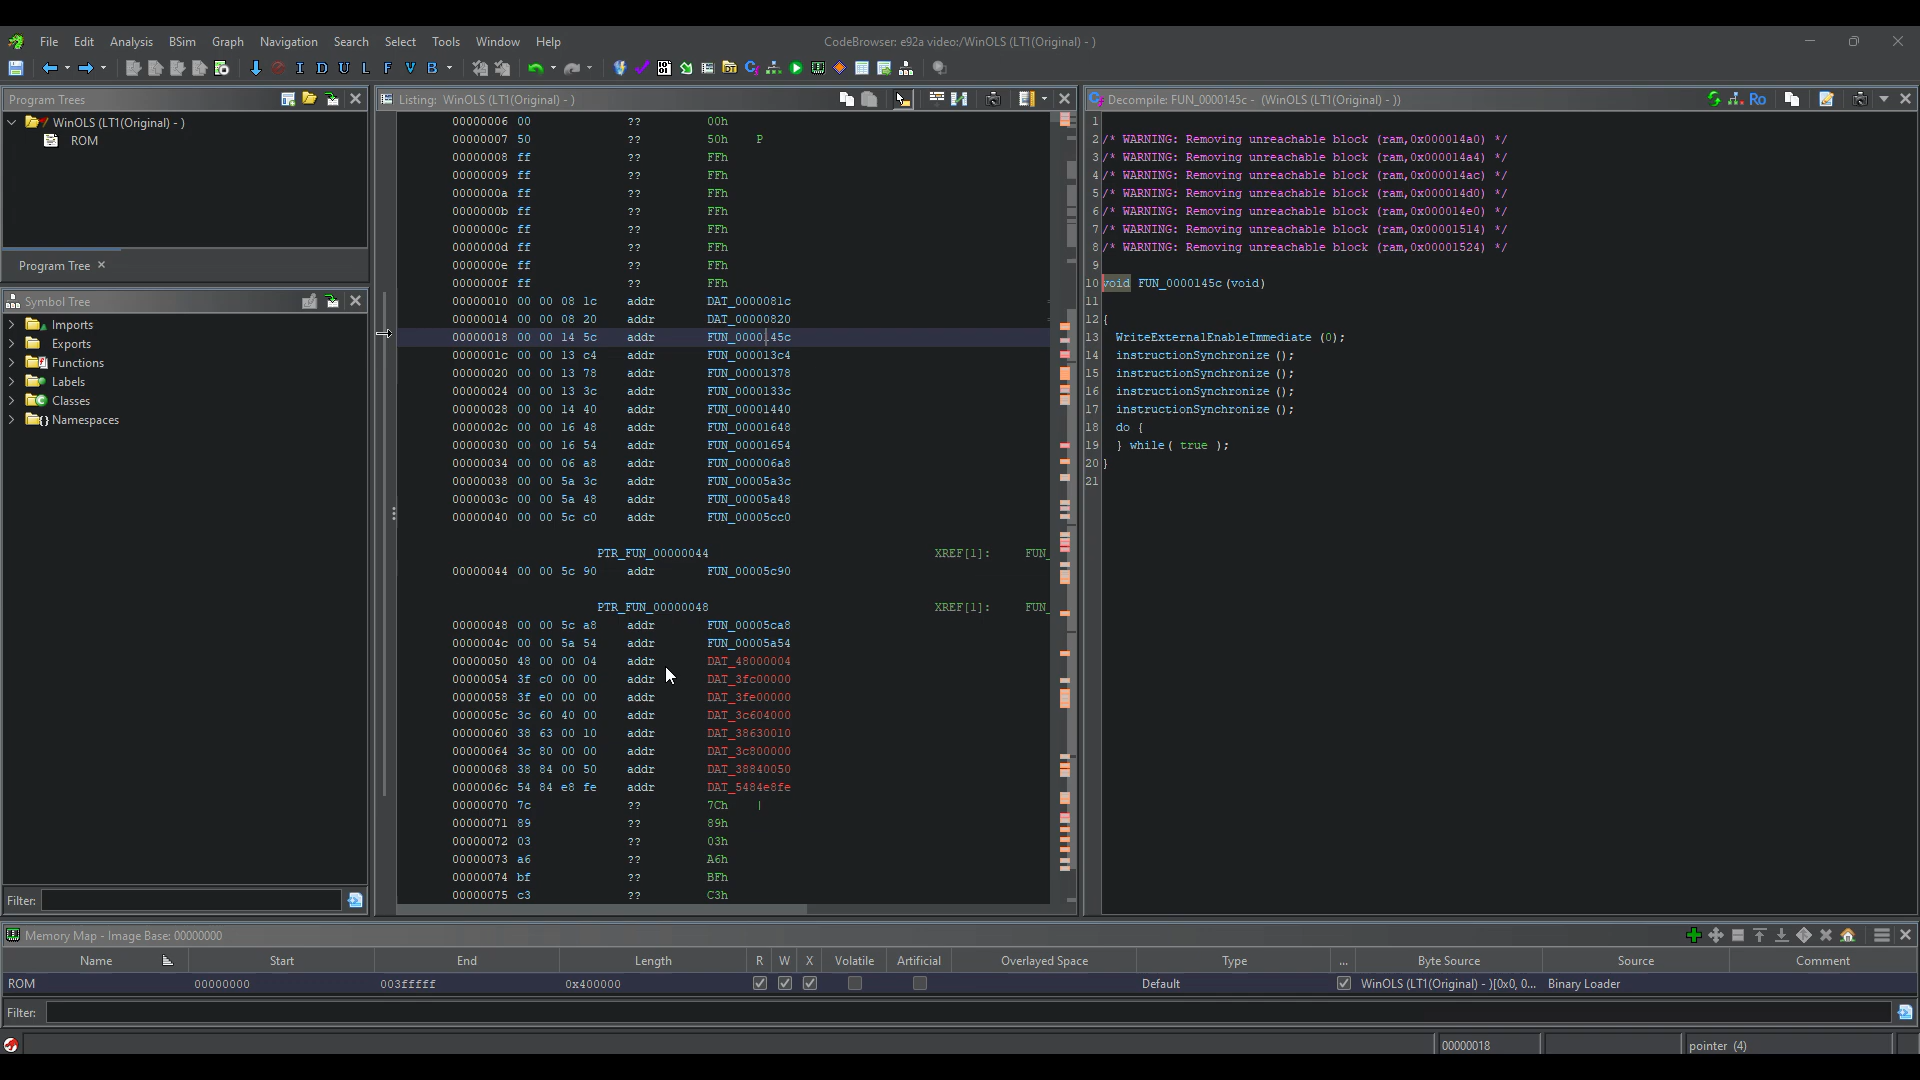 File Edit Analysis BSim Graph Navigation Search Select Tools Window Help
CodeBrowser: e92a video:/WinOLS (LT1(Original) - )
I D U L F V B
Program Trees
WinOLS (LT1(Original) - )
ROM
Program Tree
Symbol Tree
Imports
Exports
Functions
Labels
Classes
Namespaces
Filter:
Listing: WinOLS (LT1(Original) - )
00000006 00 ?? 00h
00000007 50 ?? 50h P
00000008 ff ?? FFh
00000009 ff ?? FFh
0000000a ff ?? FFh
0000000b ff ?? FFh
0000000c ff ?? FFh
0000000d ff ?? FFh
0000000e ff ?? FFh
0000000f ff ?? FFh
00000010 00 00 08 1c addr DAT_0000081c =
00000014 00 00 08 20 addr DAT_00000820 =
00000018 00 00 14 5c addr FUN_0000145c
0000001c 00 00 13 c4 addr FUN_000013c4
00000020 00 00 13 78 addr FUN_00001378
00000024 00 00 13 3c addr FUN_0000133c
00000028 00 00 14 40 addr FUN_00001440
0000002c 00 00 16 48 addr FUN_00001648
00000030 00 00 16 54 addr FUN_00001654
00000034 00 00 06 a8 addr FUN_000006a8
00000038 00 00 5a 3c addr FUN_00005a3c
0000003c 00 00 5a 48 addr FUN_00005a48
00000040 00 00 5c c0 addr FUN_00005cc0
PTR_FUN_00000044 XREF[1]: FUN_
00000044 00 00 5c 90 addr FUN_00005c90
PTR_FUN_00000048 XREF[1]: FUN_
00000048 00 00 5c a8 addr FUN_00005ca8
0000004c 00 00 5a 54 addr FUN_00005a54
00000050 48 00 00 04 addr DAT_48000004
00000054 3f c0 00 00 addr DAT_3fc00000
00000058 3f e0 00 00 addr DAT_3fe00000
0000005c 3c 60 40 00 addr DAT_3c604000
00000060 38 63 00 10 addr DAT_38630010
00000064 3c 80 00 00 addr DAT_3c800000
00000068 38 84 00 50 addr DAT_38840050
0000006c 54 84 e8 fe addr DAT_5484e8fe
00000070 7c ?? 7Ch |
00000071 89 ?? 89h
00000072 03 ?? 03h
00000073 a6 ?? A6h
00000074 bf ?? BFh
00000075 c3 ?? C3h
Decompile: FUN_0000145c - (WinOLS (LT1(Original) - ))
Ro
1
2 /* WARNING: Removing unreachable block (ram,0x000014a0) */
3 /* WARNING: Removing unreachable block (ram,0x000014a4) */
4 /* WARNING: Removing unreachable block (ram,0x000014ac) */
5 /* WARNING: Removing unreachable block (ram,0x000014d0) */
6 /* WARNING: Removing unreachable block (ram,0x000014e0) */
7 /* WARNING: Removing unreachable block (ram,0x00001514) */
8 /* WARNING: Removing unreachable block (ram,0x00001524) */
9
10 void FUN_0000145c(void)
11
12 {
13 WriteExternalEnableImmediate(0);
14 instructionSynchronize();
15 instructionSynchronize();
16 instructionSynchronize();
17 instructionSynchronize();
18 do {
19 } while( true );
20 }
21
Memory Map - Image Base: 00000000
Name Start End Length R W X Volatile Artificial Overlayed Space Type ... Byte Source Source Comment
ROM 00000000 003fffff 0x400000 Default WinOLS (LT1(Original) - )[0x0, 0... Binary Loader
Filter:
00000018 pointer (4)